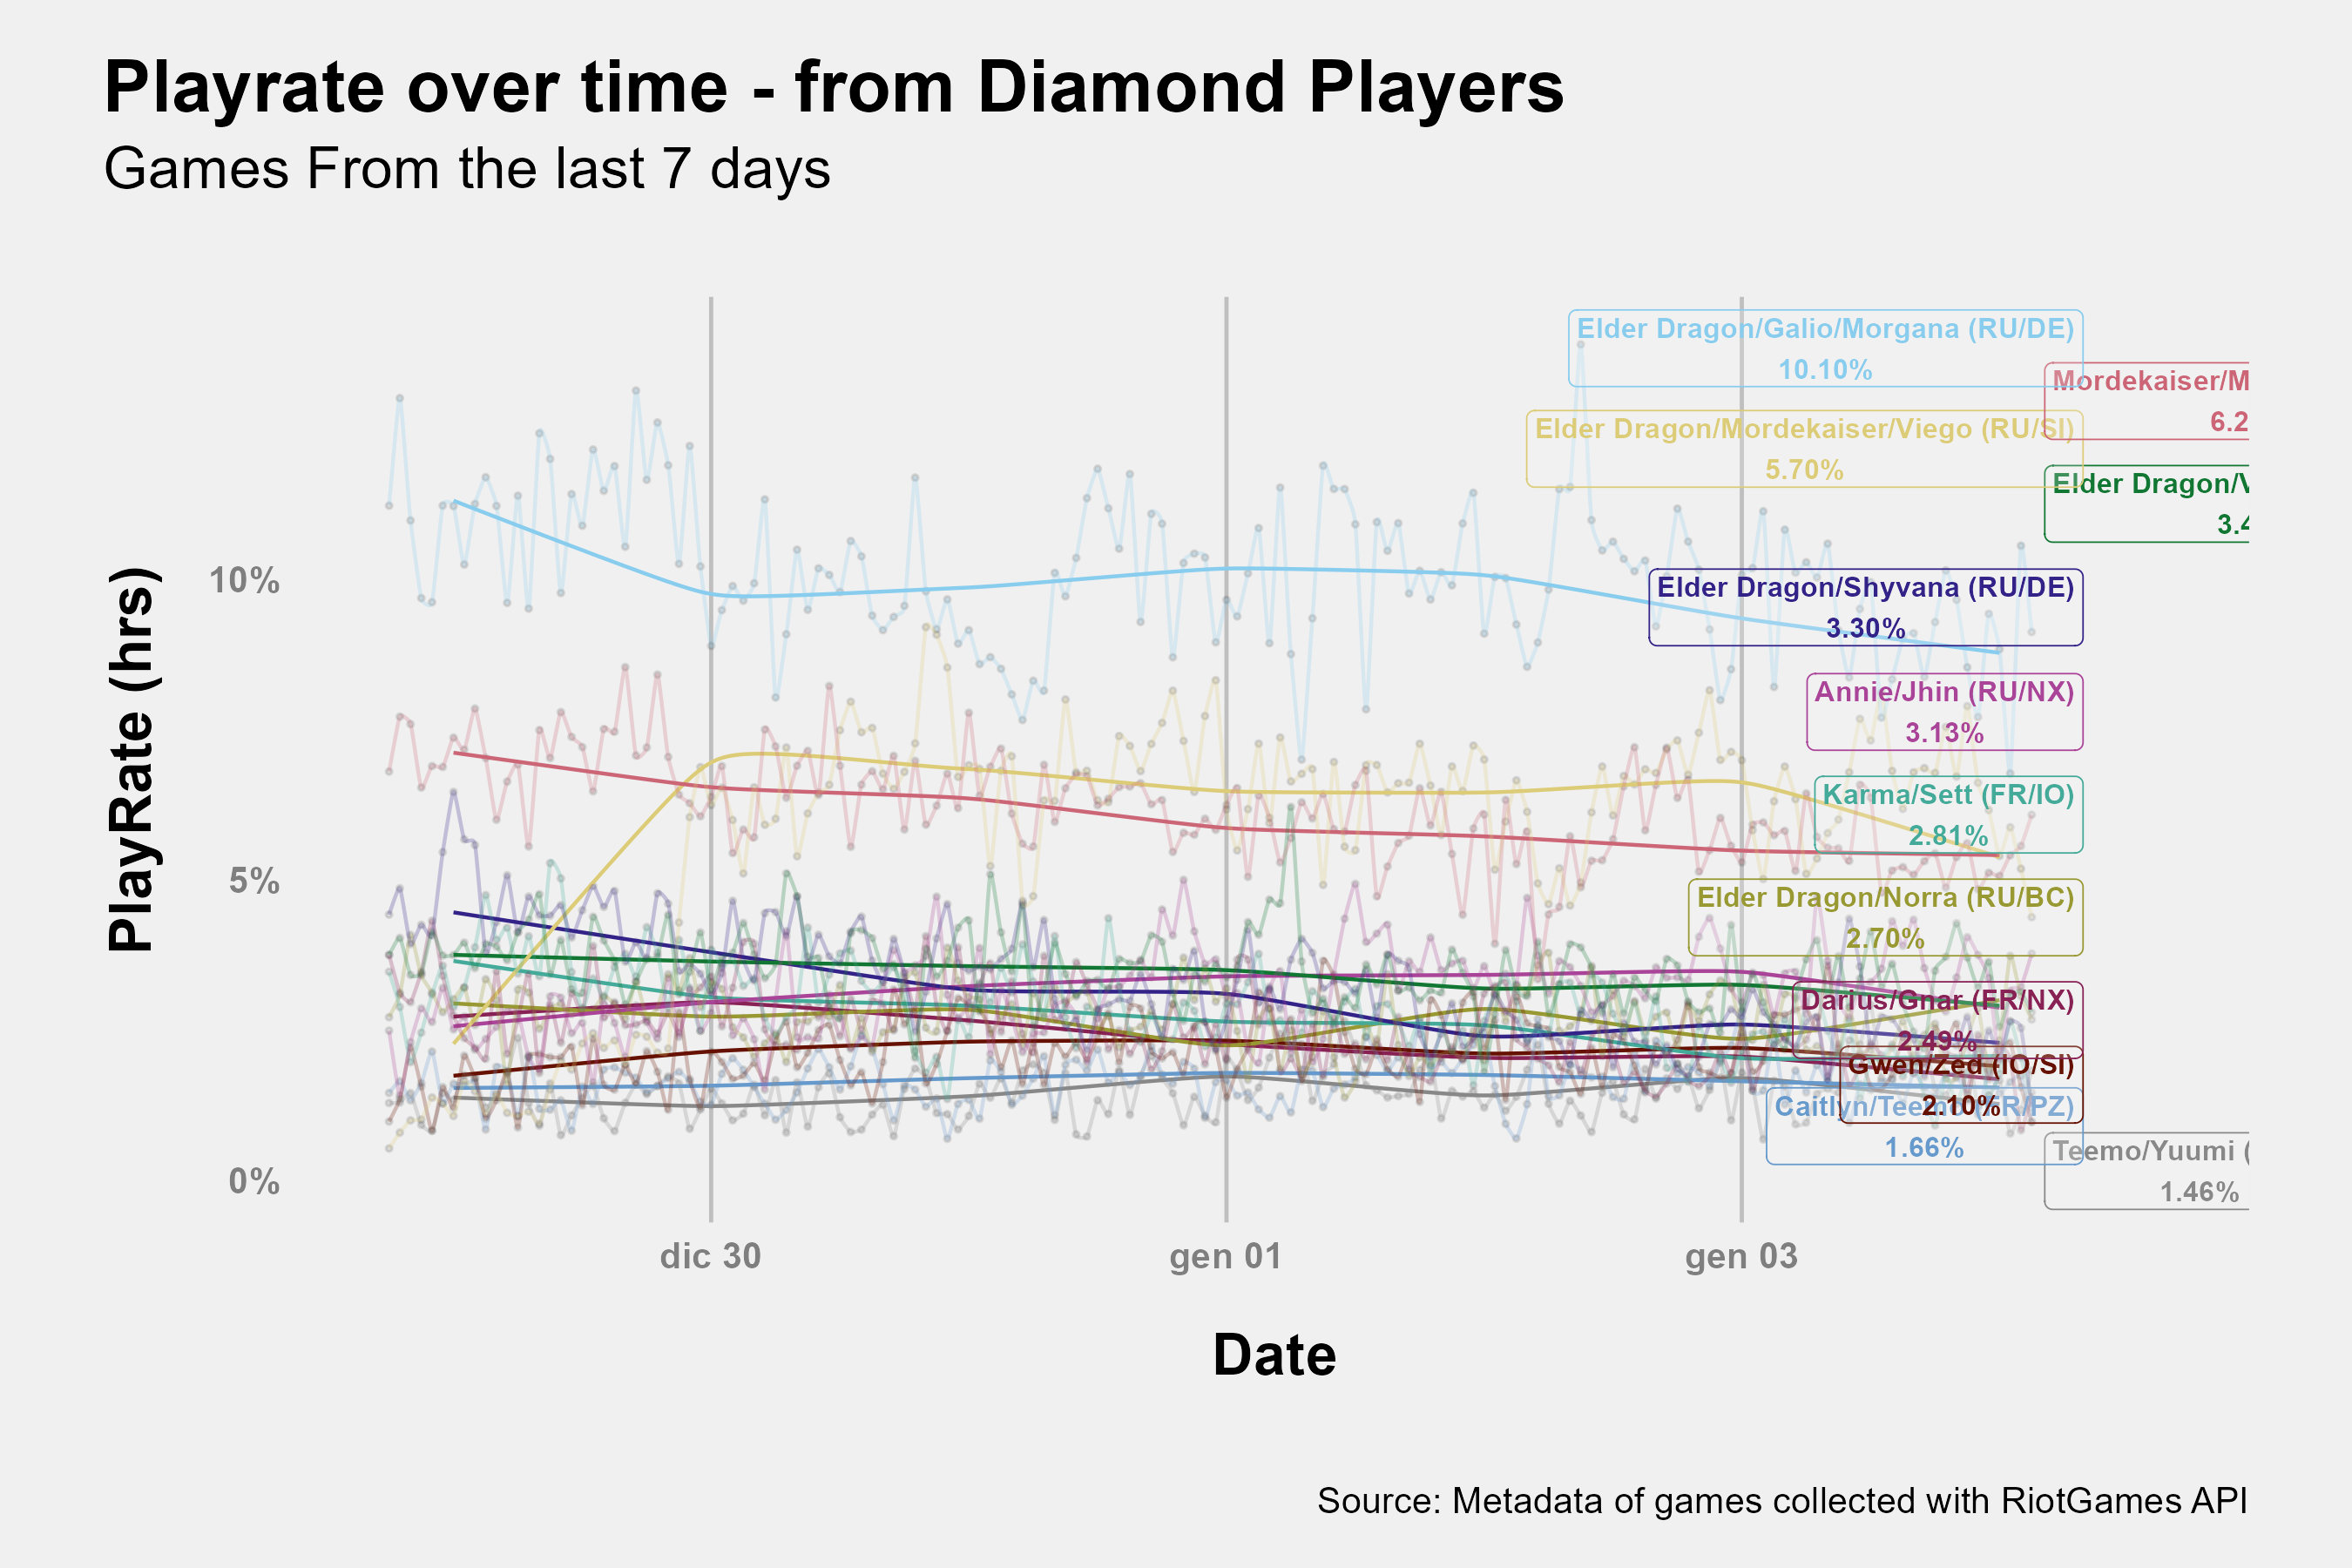 Playrate over time - from Diamond Players
Games From the last 7 days
PlayRate (hrs)
10%
5%
0%
Elder Dragon/Galio/Morgana (RU/DE)
10.10%
Mordekaiser/M
6.2
Elder Dragon/Mordekaiser/Viego (RU/SI)
5.70%
Elder Dragon/V
3.4
Elder Dragon/Shyvana (RU/DE)
3.30%
Annie/Jhin (RU/NX)
3.13%
Karma/Sett (FR/IO)
2.81%
Elder Dragon/Norra (RU/BC)
2.70%
Darius/Gnar (FR/NX)
2.49%
Gwen/Zed (IO/SI)
2.10%
Caitlyn/Teemo (FR/PZ)
1.66%
Teemo/Yuumi (
1.46%
dic 30
gen 01
gen 03
Date
Source: Metadata of games collected with RiotGames API